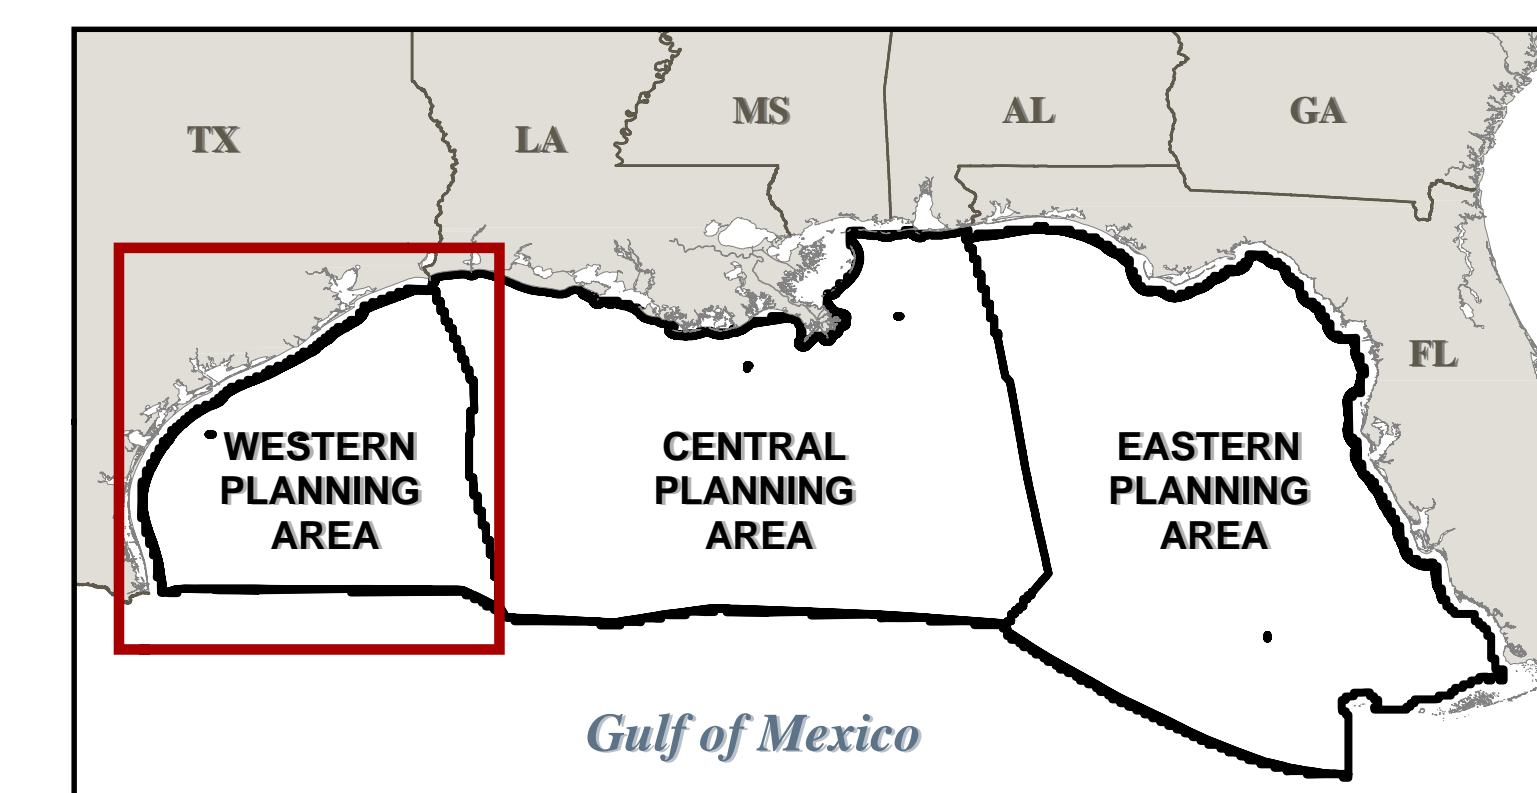 TX
LA
MS
AL
GA
FL
WESTERN
PLANNING
AREA
CENTRAL
PLANNING
AREA
EASTERN
PLANNING
AREA
Gulf of Mexico